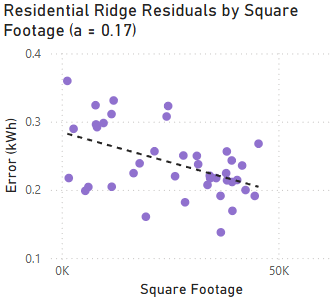 Residential Ridge Residuals by Square
Footage (a = 0.17)
0.4
0.3
0.2
0.1
Error (kWh)
0K
50K
Square Footage